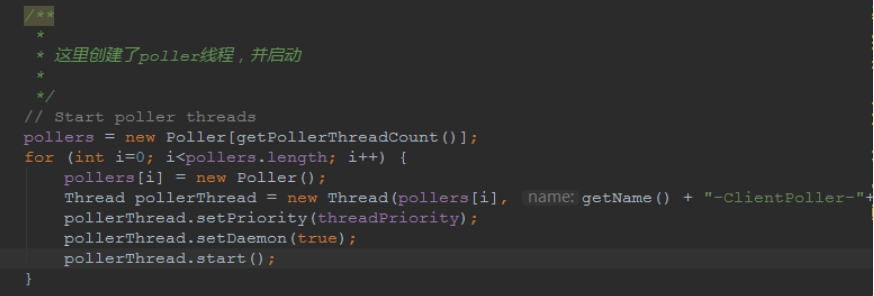 /**
*
* 这里创建了poller线程，并启动
*
*/
// Start poller threads
pollers = new Poller[getPollerThreadCount()];
for (int i=0; i<pollers.length; i++) {
pollers[i] = new Poller();
Thread pollerThread = new Thread(pollers[i], name: getName() + "-ClientPoller-"+
pollerThread.setPriority(threadPriority);
pollerThread.setDaemon(true);
pollerThread.start();
}